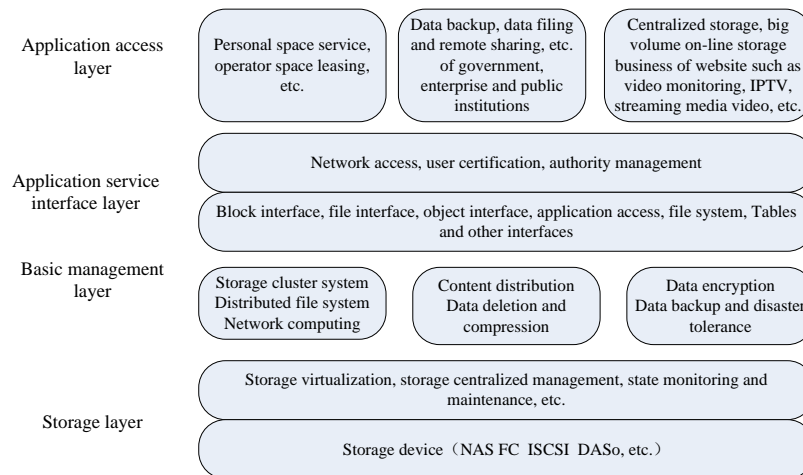 Application access
layer
Personal space service,
operator space leasing,
etc.
Data backup, data filing
and remote sharing, etc.
of government,
enterprise and public
institutions
Centralized storage, big
volume on-line storage
business of website such as
video monitoring, IPTV,
streaming media video, etc.
Application service
interface layer
Network access, user certification, authority management
Block interface, file interface, object interface, application access, file system, Tables
and other interfaces
Basic management
layer
Storage cluster system
Distributed file system
Network computing
Content distribution
Data deletion and
compression
Data encryption
Data backup and disaster
tolerance
Storage layer
Storage virtualization, storage centralized management, state monitoring and
maintenance, etc.
Storage device（NAS FC ISCSI DASo, etc.）